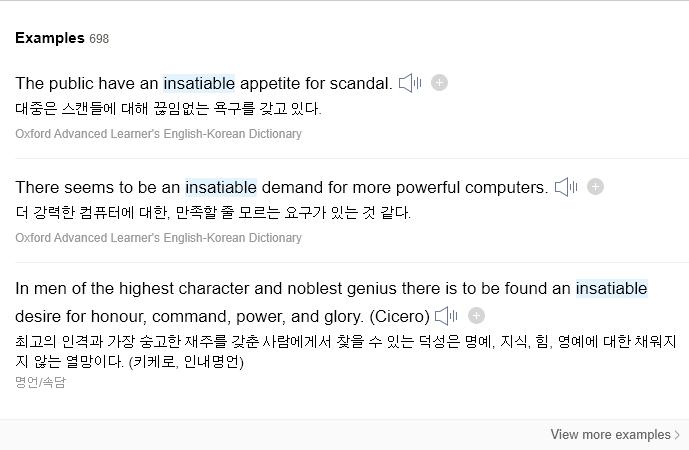 Examples 698
The public have an insatiable appetite for scandal.
대중은 스캔들에 대해 끊임없는 욕구를 갖고 있다.
Oxford Advanced Learner's English-Korean Dictionary
There seems to be an insatiable demand for more powerful computers.
더 강력한 컴퓨터에 대한, 만족할 줄 모르는 요구가 있는 것 같다.
Oxford Advanced Learner's English-Korean Dictionary
In men of the highest character and noblest genius there is to be found an insatiable
desire for honour, command, power, and glory. (Cicero)
최고의 인격과 가장 숭고한 재주를 갖춘 사람에게서 찾을 수 있는 덕성은 명예, 지식, 힘, 영예에 대한 채워지
지 않는 열망이다. (키케로, 인내명언)
명언/속담
View more examples